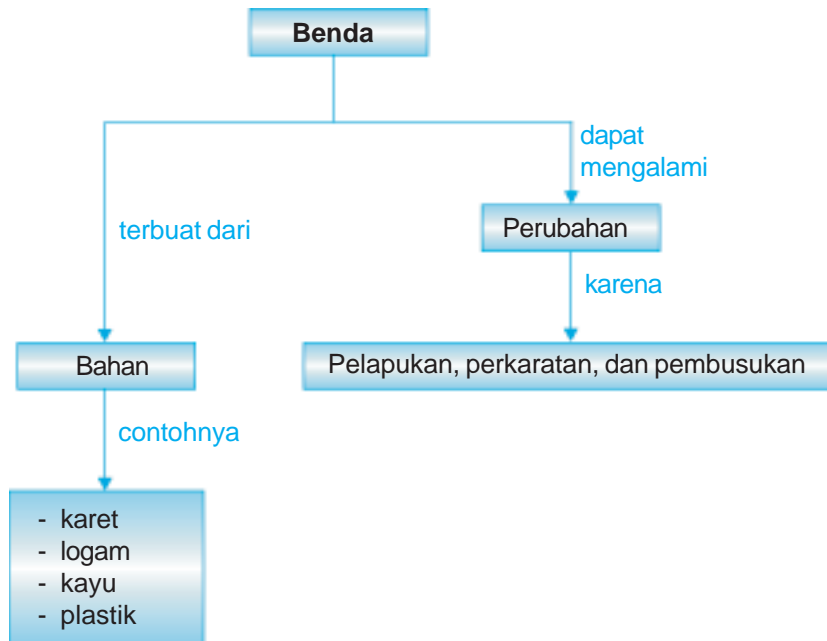 Benda
dapat
mengalami
terbuat dari
Perubahan
karena
Bahan
Pelapukan, perkaratan, dan pembusukan
contohnya
- karet
- logam
- kayu
- plastik